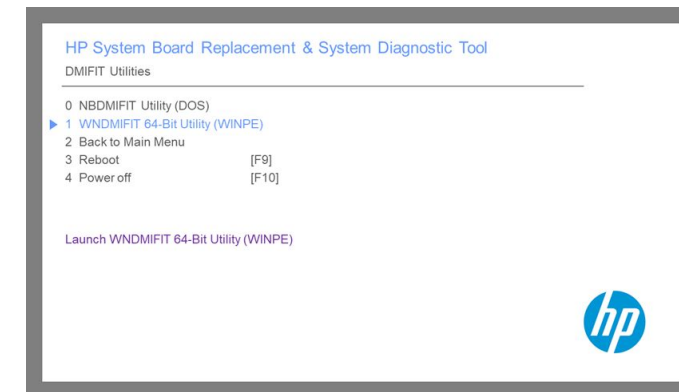 HP System Board Replacement & System Diagnostic Tool
DMIFIT Utilities
0 NBDMIFIT Utility (DOS)
1 WNDMIFIT 64-Bit Utility (WINPE)
2 Back to Main Menu
3 Reboot [F9]
4 Power off [F10]
Launch WNDMIFIT 64-Bit Utility (WINPE)
hp